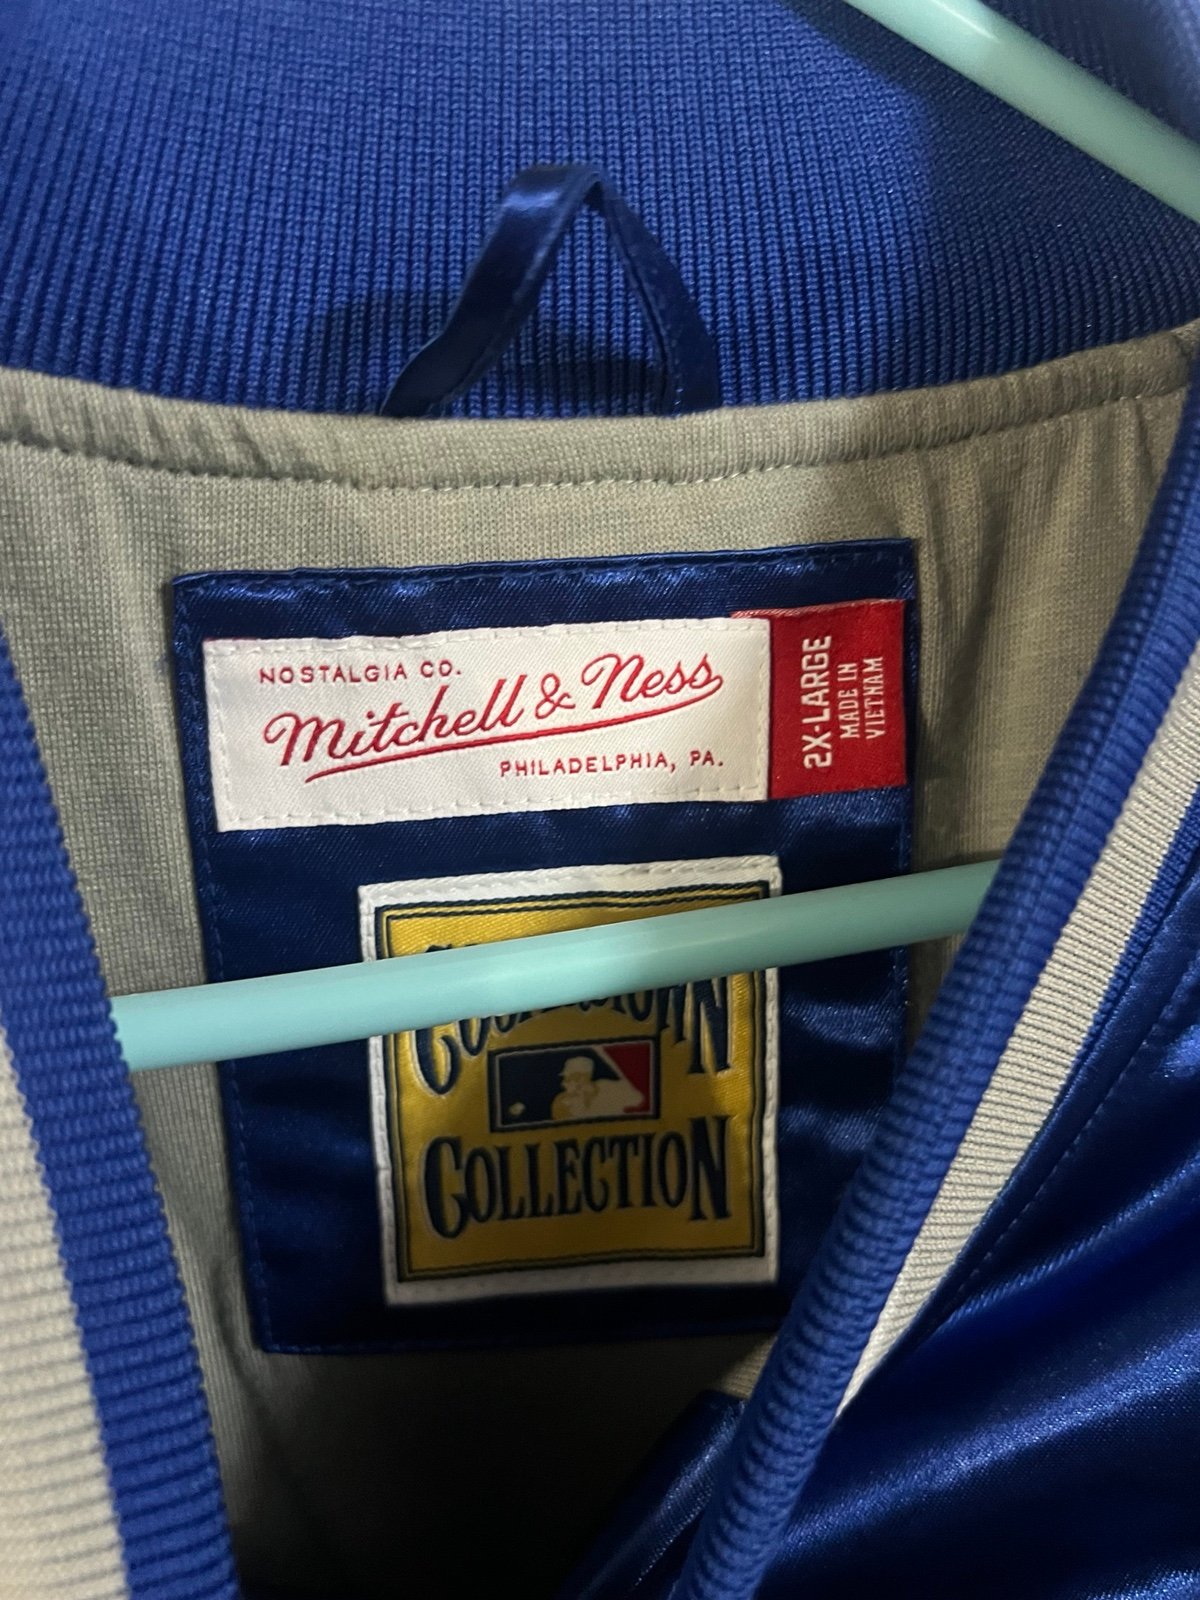 NOSTALGIA CO.
Mitchell & Ness
PHILADELPHIA, PA.
2X-LARGE
MADE IN
VIETNAM
COLLECTION